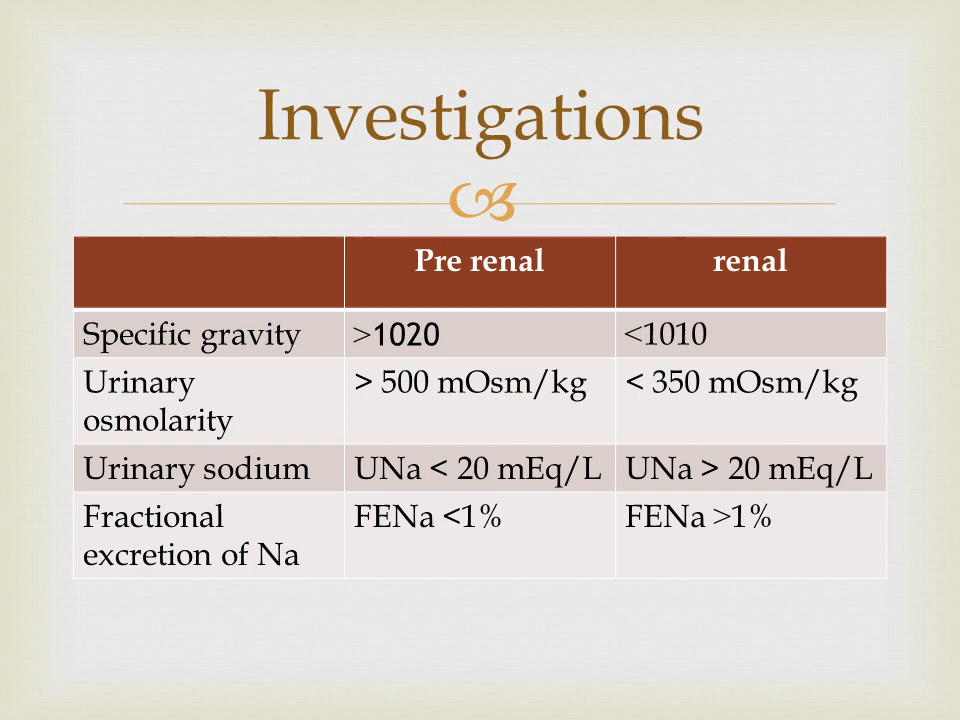 Investigations
Pre renal renal
Specific gravity >1020 <1010
Urinary osmolarity > 500 mOsm/kg < 350 mOsm/kg
Urinary sodium UNa < 20 mEq/L UNa > 20 mEq/L
Fractional excretion of Na FENa <1% FENa >1%